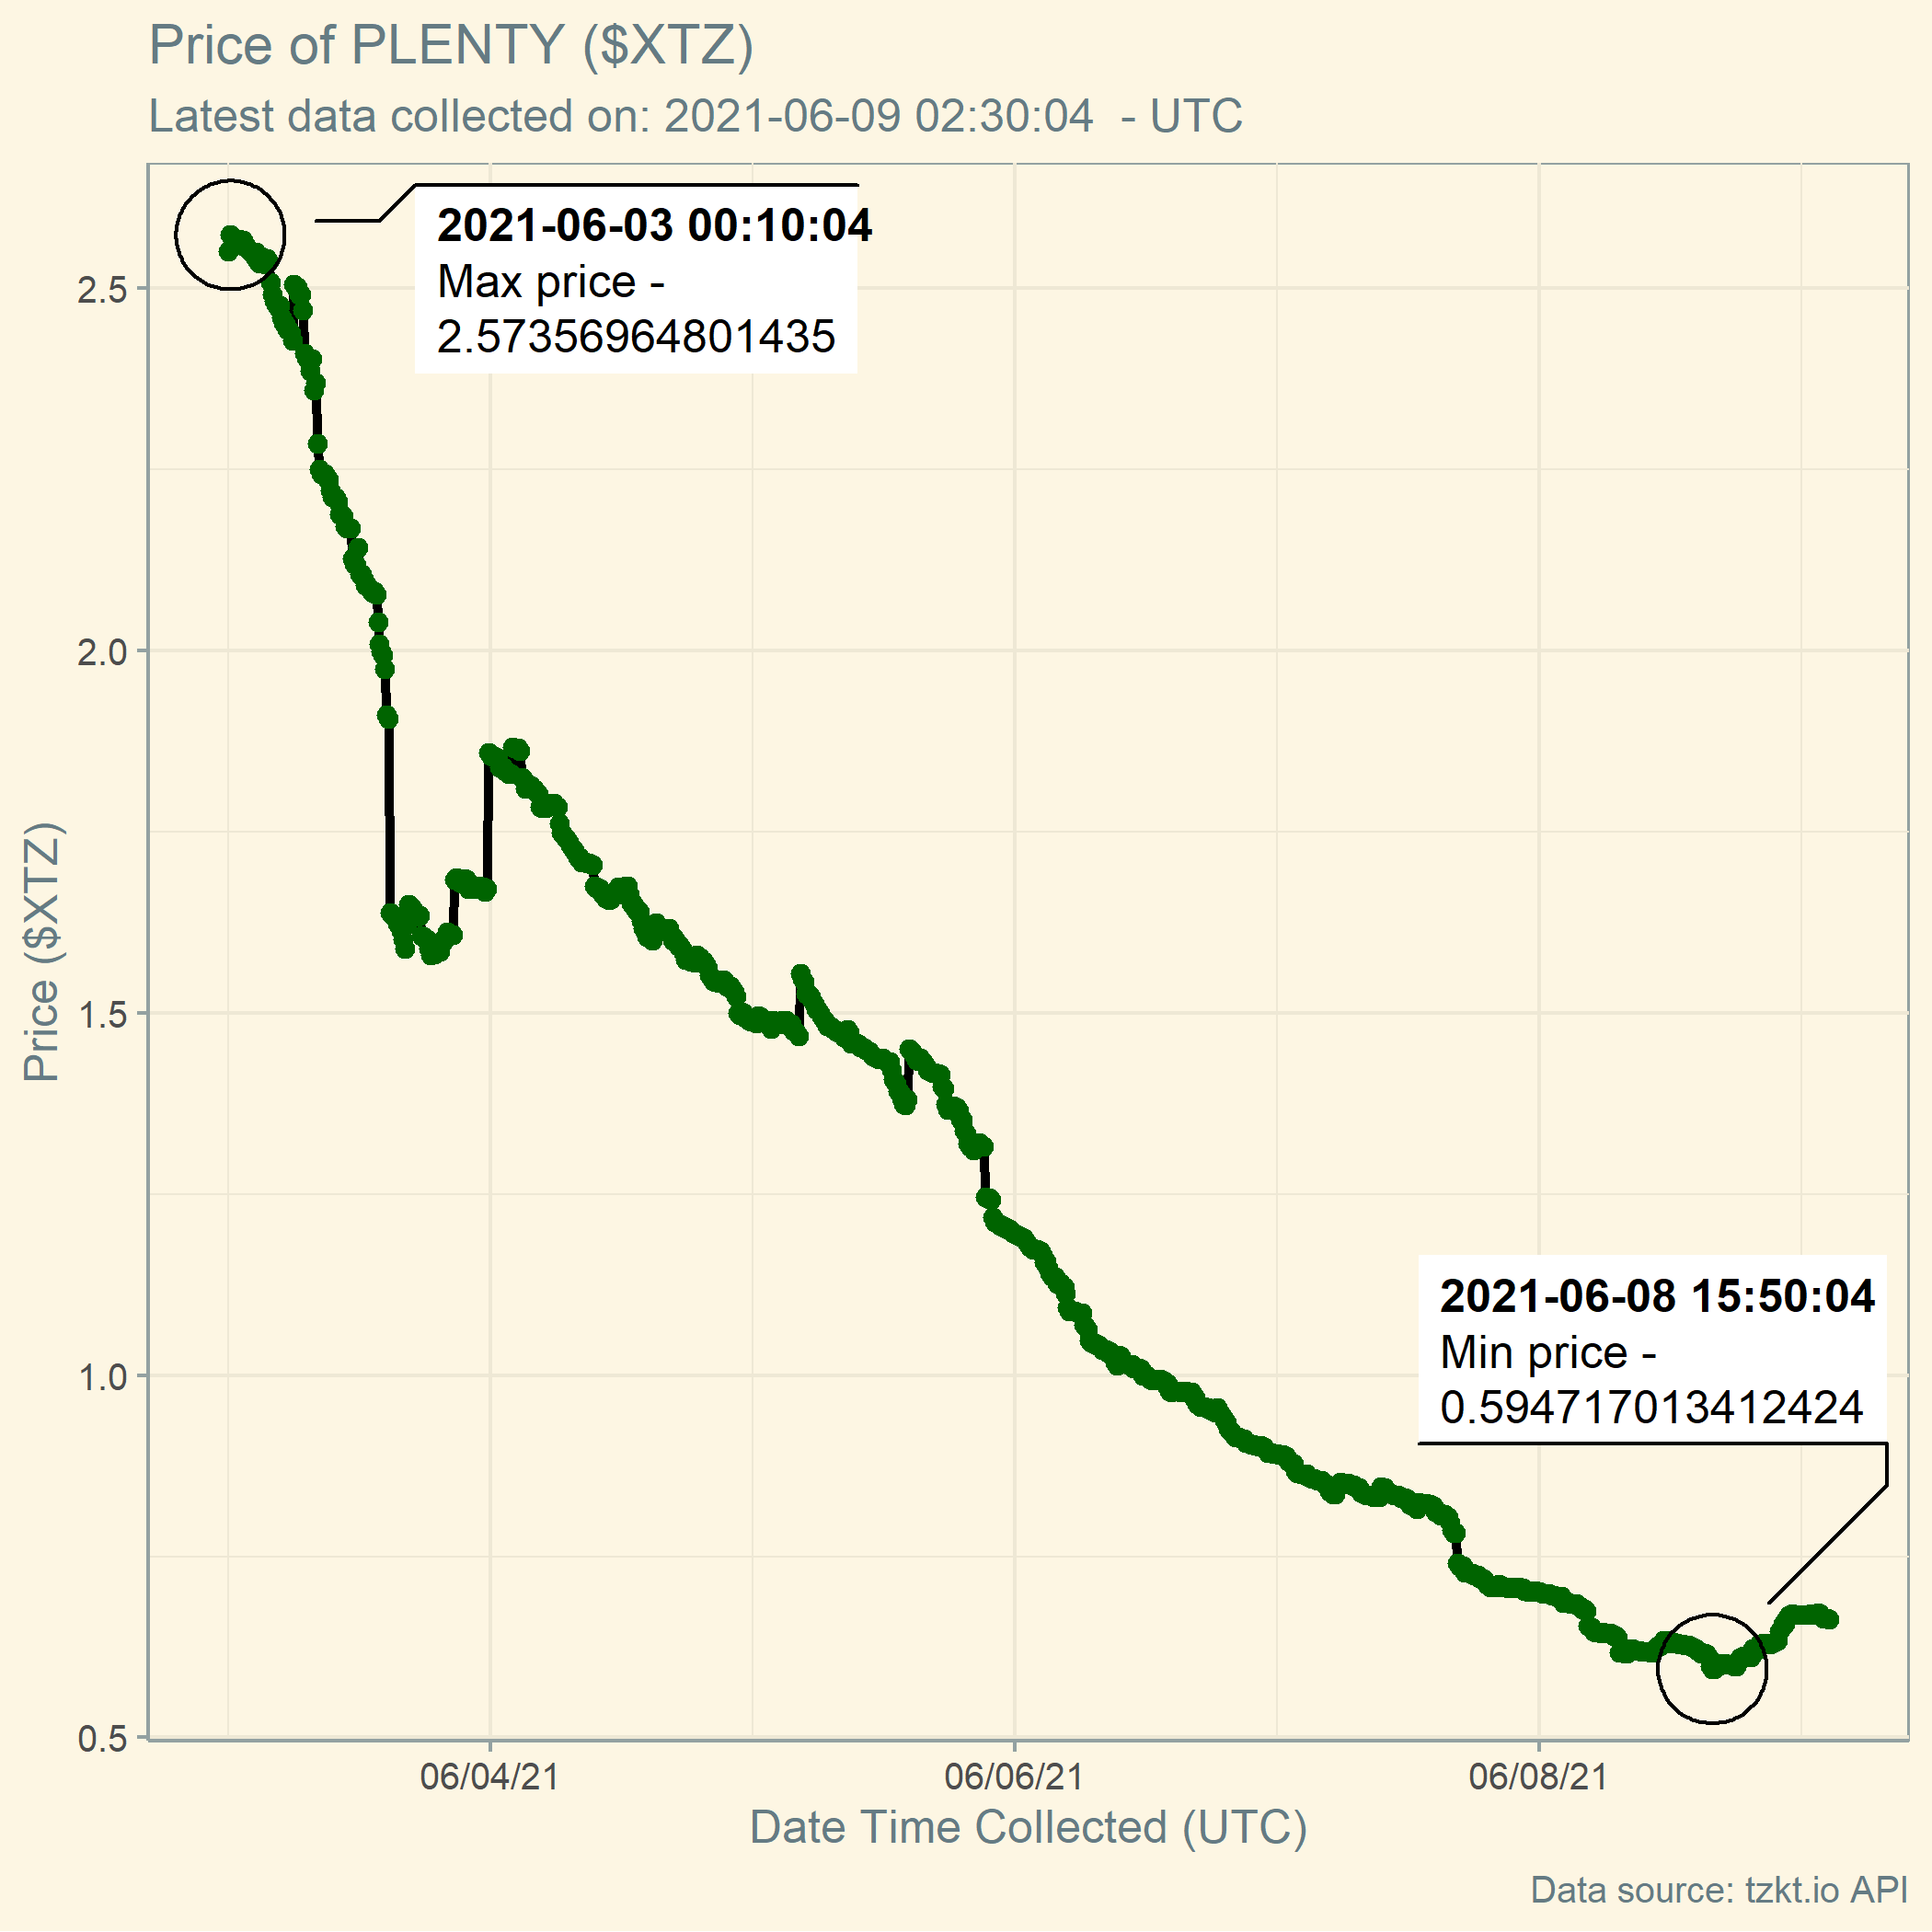 Price of PLENTY ($XTZ)
Latest data collected on: 2021-06-09 02:30:04  - UTC
2021-06-03 00:10:04
Max price -
2.57356964801435
2.5
2.0
1.5
1.0
0.5
Price ($XTZ)
2021-06-08 15:50:04
Min price -
0.594717013412424
06/04/21
06/06/21
06/08/21
Date Time Collected (UTC)
Data source: tzkt.io API